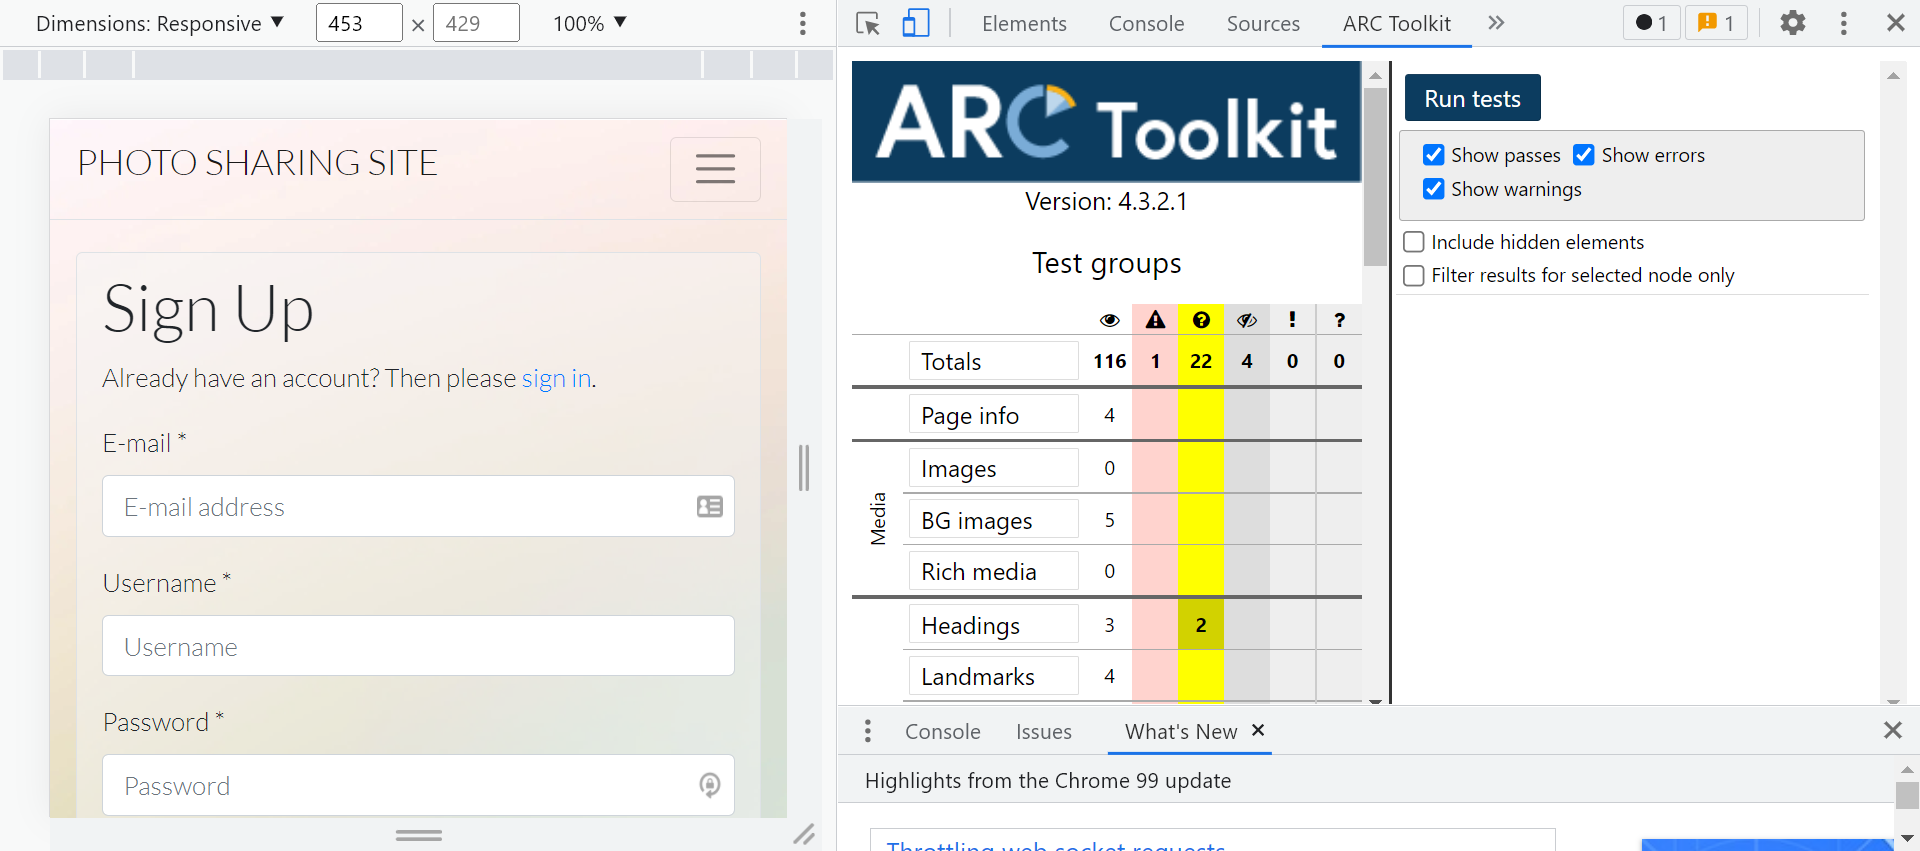 Dimensions: Responsive ▼ 453 × 429 100% ▼
Elements Console Sources ARC Toolkit » 1 1
PHOTO SHARING SITE
Sign Up
Already have an account? Then please sign in.
E-mail *
E-mail address
Username *
Username
Password *
Password
ARC Toolkit
Version: 4.3.2.1
Test groups
! ?
Totals 116 1 22 4 0 0
Page info 4
Media
Images 0
BG images 5
Rich media 0
Headings 3 2
Landmarks 4
Run tests
Show passes Show errors
Show warnings
Include hidden elements
Filter results for selected node only
Console Issues What's New
Highlights from the Chrome 99 update
Throttling web socket requests